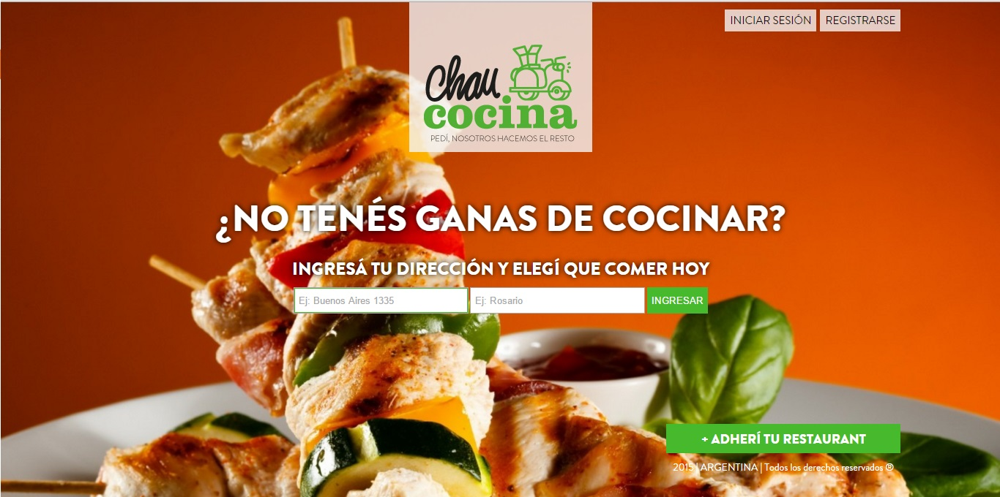 INICIAR SESIÓN
REGISTRARSE
Chau
cocina
PEDÍ, NOSOTROS HACEMOS EL RESTO
¿NO TENÉS GANAS DE COCINAR?
INGRESÁ TU DIRECCIÓN Y ELEGÍ QUE COMER HOY
Ej: Buenos Aires 1335
Ej: Rosario
INGRESAR
+ ADHERÍ TU RESTAURANT
2015 | ARGENTINA | Todos los derechos reservados ®